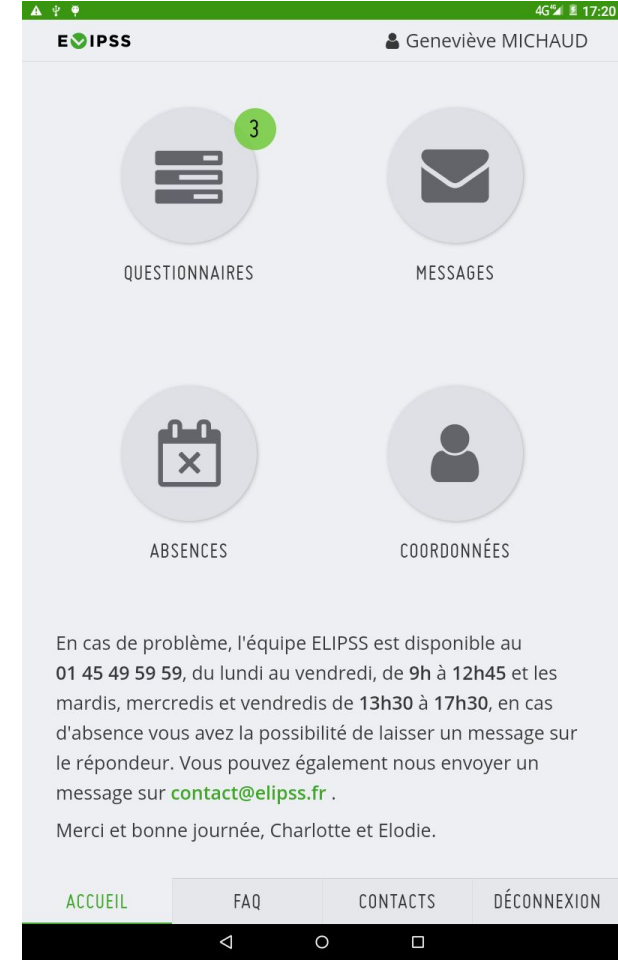 4G 17:20
ELIPSS Geneviève MICHAUD
3
QUESTIONNAIRES MESSAGES
ABSENCES COORDONNÉES
En cas de problème, l'équipe ELIPSS est disponible au
01 45 49 59 59, du lundi au vendredi, de 9h à 12h45 et les
mardis, mercredis et vendredis de 13h30 à 17h30, en cas
d'absence vous avez la possibilité de laisser un message sur
le répondeur. Vous pouvez également nous envoyer un
message sur contact@elipss.fr .
Merci et bonne journée, Charlotte et Elodie.
ACCUEIL FAQ CONTACTS DÉCONNEXION